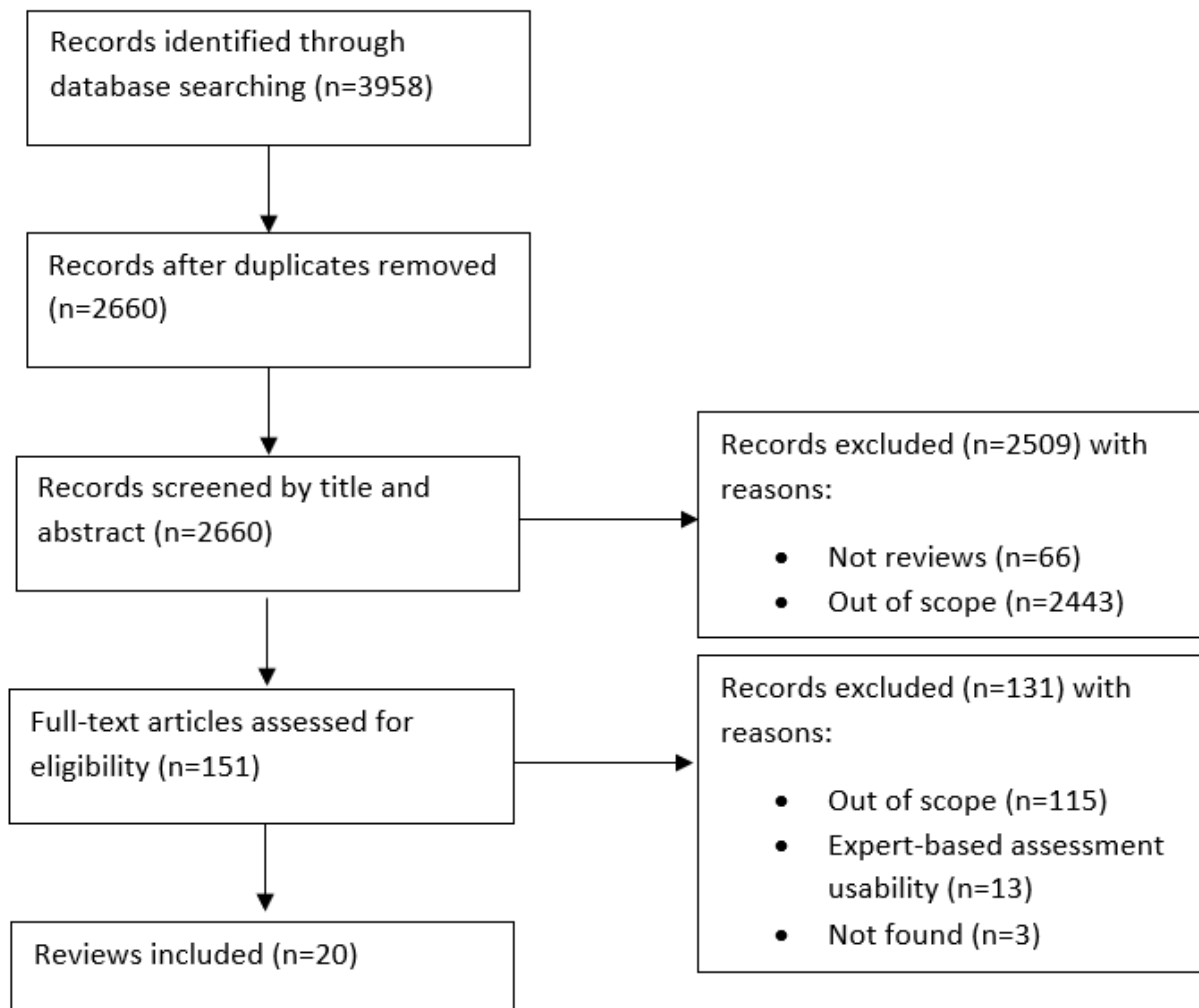 Records identified through
database searching (n=3958)
Records after duplicates removed
(n=2660)
Records screened by title and
abstract (n=2660)
Records excluded (n=2509) with
reasons:
• Not reviews (n=66)
• Out of scope (n=2443)
Full-text articles assessed for
eligibility (n=151)
Records excluded (n=131) with
reasons:
• Out of scope (n=115)
• Expert-based assessment
usability (n=13)
• Not found (n=3)
Reviews included (n=20)